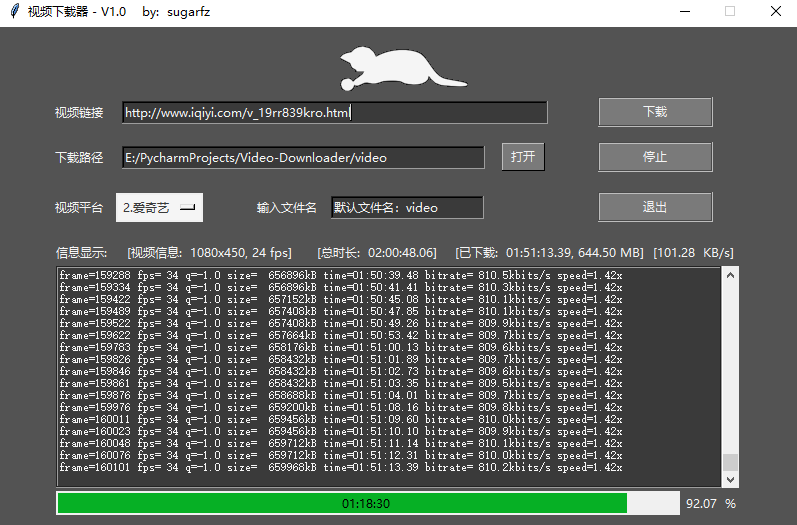 视频下载器 - V1.0 by: sugarfz
视频链接 http://www.iqiyi.com/v_19rr839kro.html 下载
下载路径 E:/PycharmProjects/Video-Downloader/video 打开 停止
视频平台 2.爱奇艺 输入文件名 默认文件名：video 退出
信息显示: [视频信息: 1080x450, 24 fps] [总时长: 02:00:48.06] [已下载: 01:51:13.39, 644.50 MB] [101.28 KB/s]
frame=159288 fps= 34 q=-1.0 size= 656896kB time=01:50:39.48 bitrate= 810.5kbits/s speed=1.42x
frame=159334 fps= 34 q=-1.0 size= 656896kB time=01:50:41.41 bitrate= 810.3kbits/s speed=1.42x
frame=159422 fps= 34 q=-1.0 size= 657152kB time=01:50:45.08 bitrate= 810.1kbits/s speed=1.42x
frame=159489 fps= 34 q=-1.0 size= 657408kB time=01:50:47.85 bitrate= 810.1kbits/s speed=1.42x
frame=159522 fps= 34 q=-1.0 size= 657408kB time=01:50:49.26 bitrate= 809.9kbits/s speed=1.42x
frame=159622 fps= 34 q=-1.0 size= 657664kB time=01:50:53.42 bitrate= 809.7kbits/s speed=1.42x
frame=159783 fps= 34 q=-1.0 size= 658176kB time=01:51:00.13 bitrate= 809.6kbits/s speed=1.42x
frame=159826 fps= 34 q=-1.0 size= 658432kB time=01:51:01.89 bitrate= 809.7kbits/s speed=1.42x
frame=159846 fps= 34 q=-1.0 size= 658432kB time=01:51:02.73 bitrate= 809.6kbits/s speed=1.42x
frame=159861 fps= 34 q=-1.0 size= 658432kB time=01:51:03.35 bitrate= 809.5kbits/s speed=1.42x
frame=159876 fps= 34 q=-1.0 size= 658688kB time=01:51:04.01 bitrate= 809.7kbits/s speed=1.42x
frame=159976 fps= 34 q=-1.0 size= 659200kB time=01:51:08.16 bitrate= 809.8kbits/s speed=1.42x
frame=160011 fps= 34 q=-1.0 size= 659456kB time=01:51:09.60 bitrate= 810.0kbits/s speed=1.42x
frame=160023 fps= 34 q=-1.0 size= 659456kB time=01:51:10.10 bitrate= 809.9kbits/s speed=1.42x
frame=160048 fps= 34 q=-1.0 size= 659712kB time=01:51:11.14 bitrate= 810.1kbits/s speed=1.42x
frame=160076 fps= 34 q=-1.0 size= 659712kB time=01:51:12.31 bitrate= 810.0kbits/s speed=1.42x
frame=160101 fps= 34 q=-1.0 size= 659968kB time=01:51:13.39 bitrate= 810.2kbits/s speed=1.42x
01:18:30 92.07 %